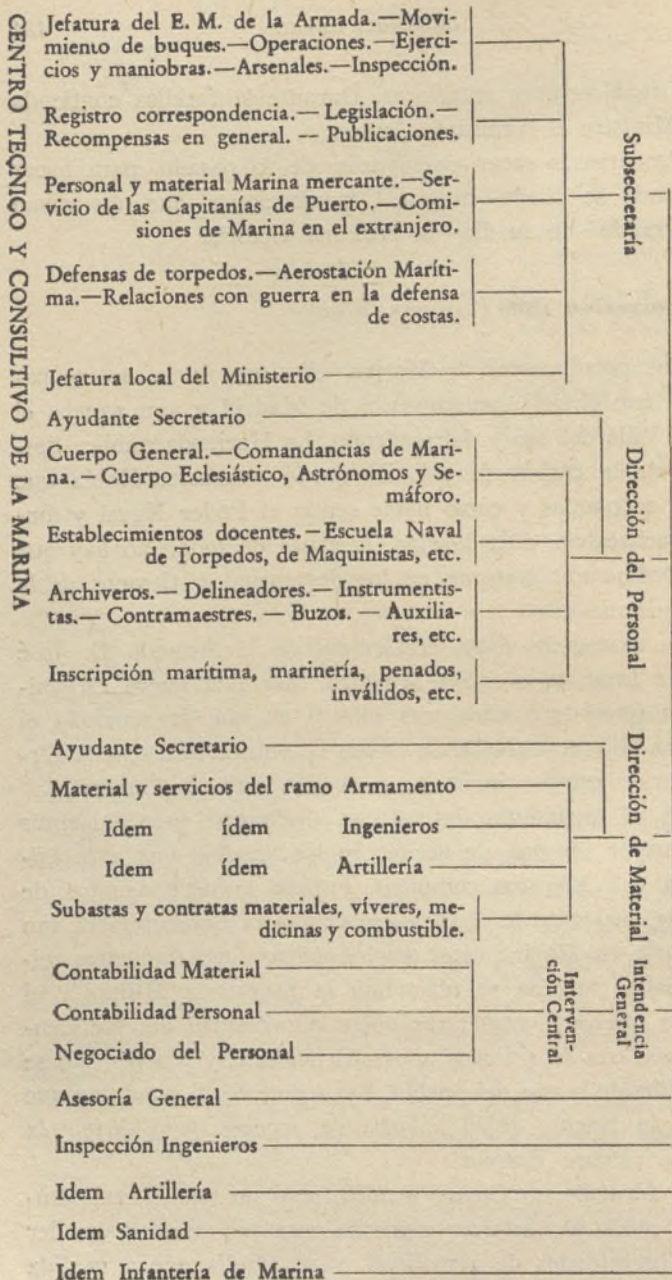 CENTRO TECNICO Y CONSULTIVO DE LA MARINA
Jefatura del E. M. de la Armada.—Movi-
miento de buques.—Operaciones.—Ejerci-
cios y maniobras.—Arsenales.—Inspección.
Registro correspondencia.— Legislación.—
Recompensas en general. — Publicaciones.
Personal y material Marina mercante.—Ser-
vicio de las Capitanías de Puerto.—Comi-
siones de Marina en el extranjero.
Defensas de torpedos.—Aerostación Maríti-
ma.—Relaciones con guerra en la defensa
de costas.
Jefatura local del Ministerio
Subsecretaría
Ayudante Secretario
Cuerpo General.—Comandancias de Mari-
na. — Cuerpo Eclesiástico, Astrónomos y Se-
máforo.
Establecimientos docentes. — Escuela Naval
de Torpedos, de Maquinistas, etc.
Archiveros.— Delineadores.— Instrumentis-
tas.— Contramaestres. — Buzos. — Auxilia-
res, etc.
Inscripción marítima, marinería, penados,
inválidos, etc.
Dirección del Personal
Ayudante Secretario
Material y servicios del ramo Armamento
Idem ídem Ingenieros
Idem ídem Artillería
Subastas y contratas materiales, víveres, me-
dicinas y combustible.
Dirección de Material
Contabilidad Material
Contabilidad Personal
Negociado del Personal
Interven-
ción Central
Intendencia
General
Asesoría General
Inspección Ingenieros
Idem Artillería
Idem Sanidad
Idem Infantería de Marina